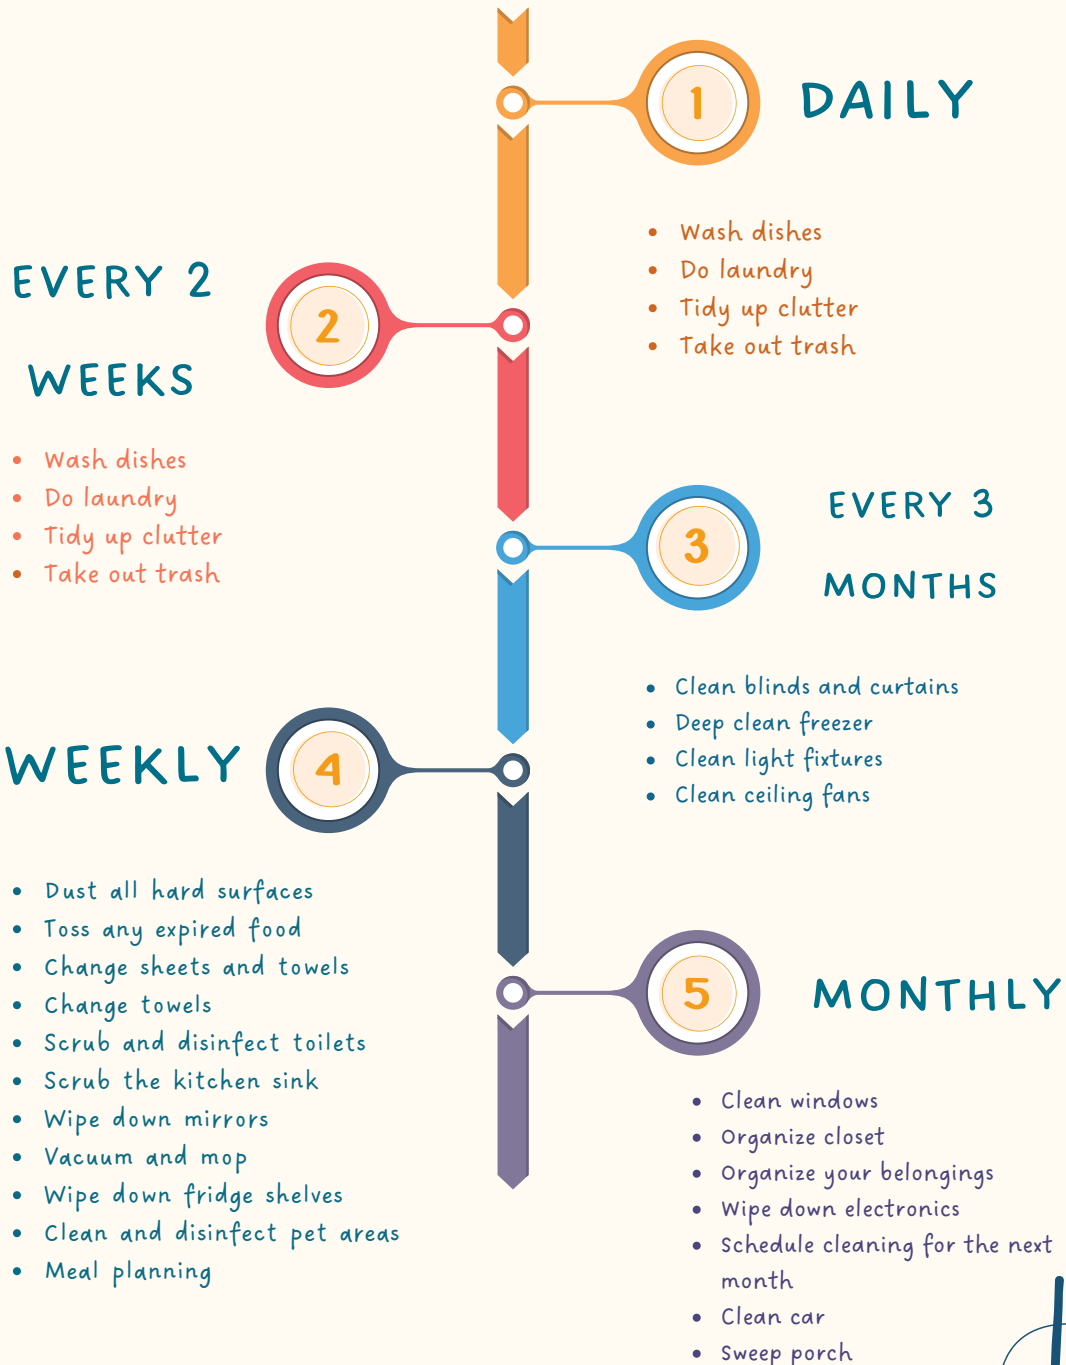 1
DAILY
• Wash dishes
• Do laundry
• Tidy up clutter
• Take out trash
2
EVERY 2
WEEKS
• Wash dishes
• Do laundry
• Tidy up clutter
• Take out trash
3
EVERY 3
MONTHS
• Clean blinds and curtains
• Deep clean freezer
• Clean light fixtures
• Clean ceiling fans
4
WEEKLY
• Dust all hard surfaces
• Toss any expired food
• Change sheets and towels
• Change towels
• Scrub and disinfect toilets
• Scrub the kitchen sink
• Wipe down mirrors
• Vacuum and mop
• Wipe down fridge shelves
• Clean and disinfect pet areas
• Meal planning
5
MONTHLY
• Clean windows
• Organize closet
• Organize your belongings
• Wipe down electronics
• Schedule cleaning for the next
month
• Clean car
• Sweep porch